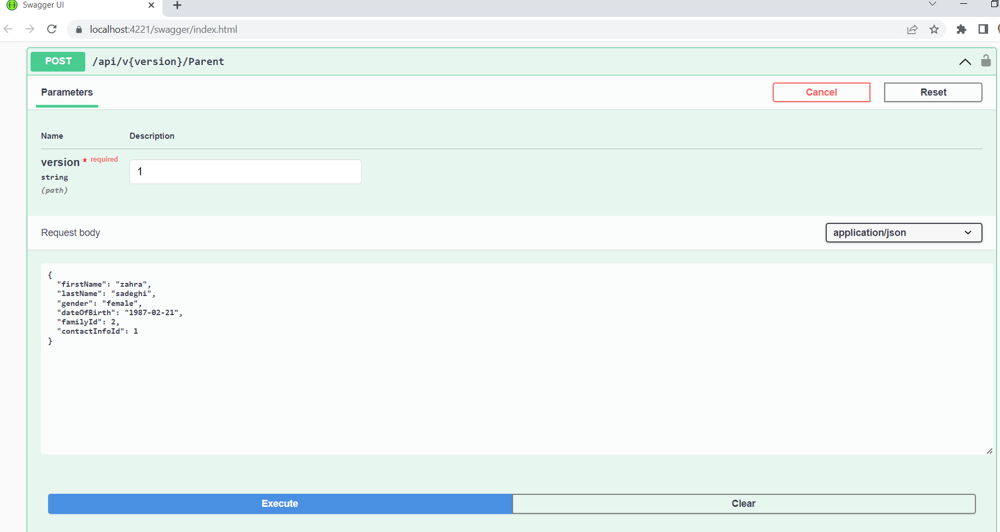 Swagger UI
localhost:4221/swagger/index.html
POST /api/v{version}/Parent
Parameters
Cancel
Reset
Name Description
version * required
1
string
(path)
Request body
application/json
{
"firstName": "zahra",
"lastName": "sadeghi",
"gender": "female",
"dateOfBirth": "1987-02-21",
"familyId": 2,
"contactInfoId": 1
}
Execute
Clear